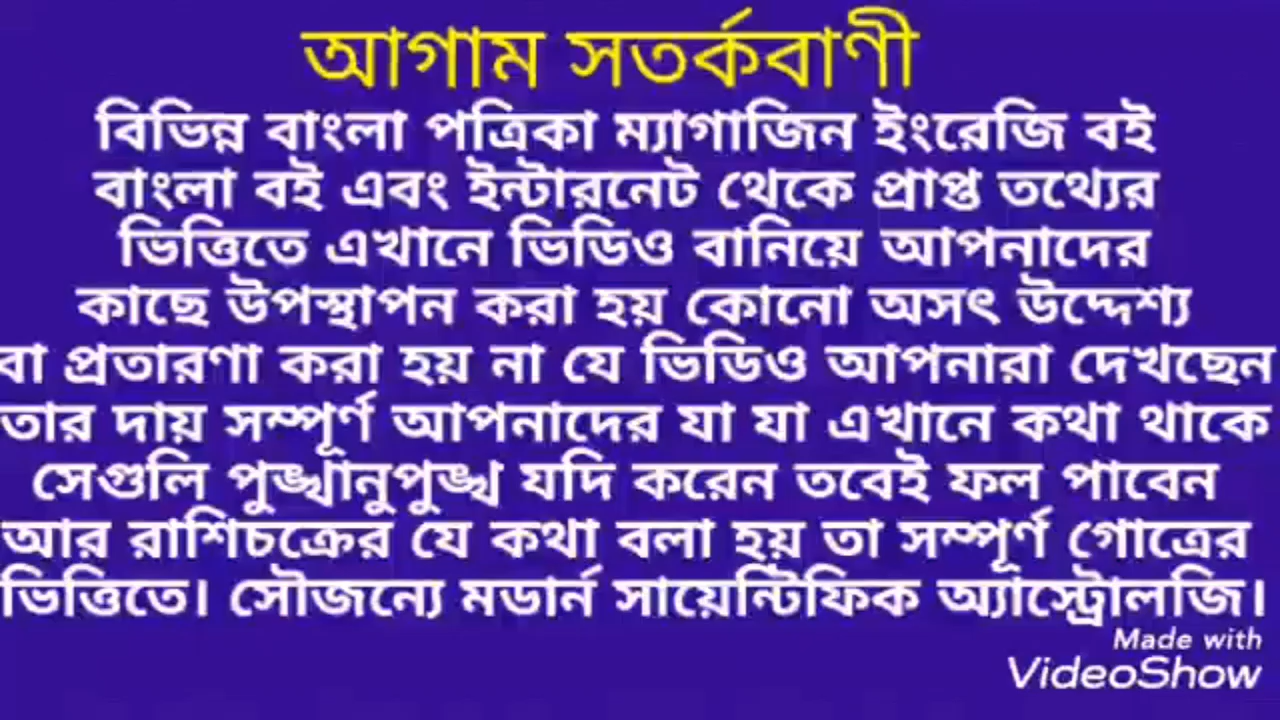 আগাম সতর্কবাণী
বিভিন্ন বাংলা পত্রিকা ম্যাগাজিন ইংরেজি বই
বাংলা বই এবং ইন্টারনেট থেকে প্রাপ্ত তথ্যের
ভিত্তিতে এখানে ভিডিও বানিয়ে আপনাদের
কাছে উপস্থাপন করা হয় কোনো অসৎ উদ্দেশ্য
বা প্রতারণা করা হয় না যে ভিডিও আপনারা দেখছেন
তার দায় সম্পূর্ণ আপনাদের যা যা এখানে কথা থাকে
সেগুলি পুঙ্খানুপুঙ্খ যদি করেন তবেই ফল পাবেন
আর রাশিচক্রের যে কথা বলা হয় তা সম্পূর্ণ গোত্রের
ভিত্তিতে। সৌজন্যে মডার্ন সায়েন্টিফিক অ্যাস্ট্রোলজি।
Made with
VideoShow